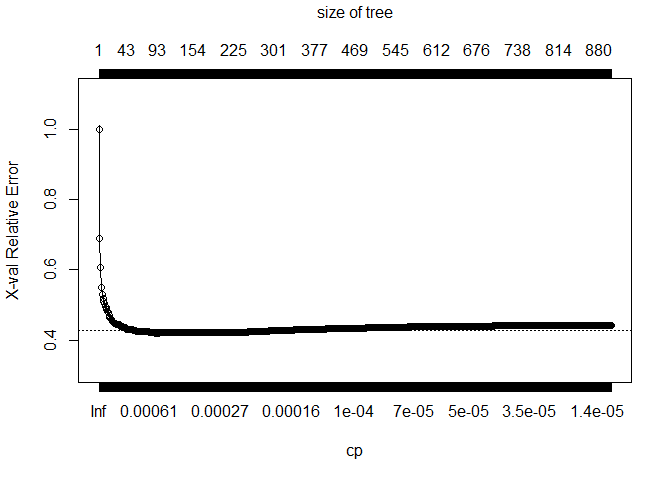 size of tree
1 43 93 154 225 301 377 469 545 612 676 738 814 880
X-val Relative Error
1.0
0.8
0.6
0.4
Inf 0.00061 0.00027 0.00016 1e-04 7e-05 5e-05 3.5e-05 1.4e-05
cp